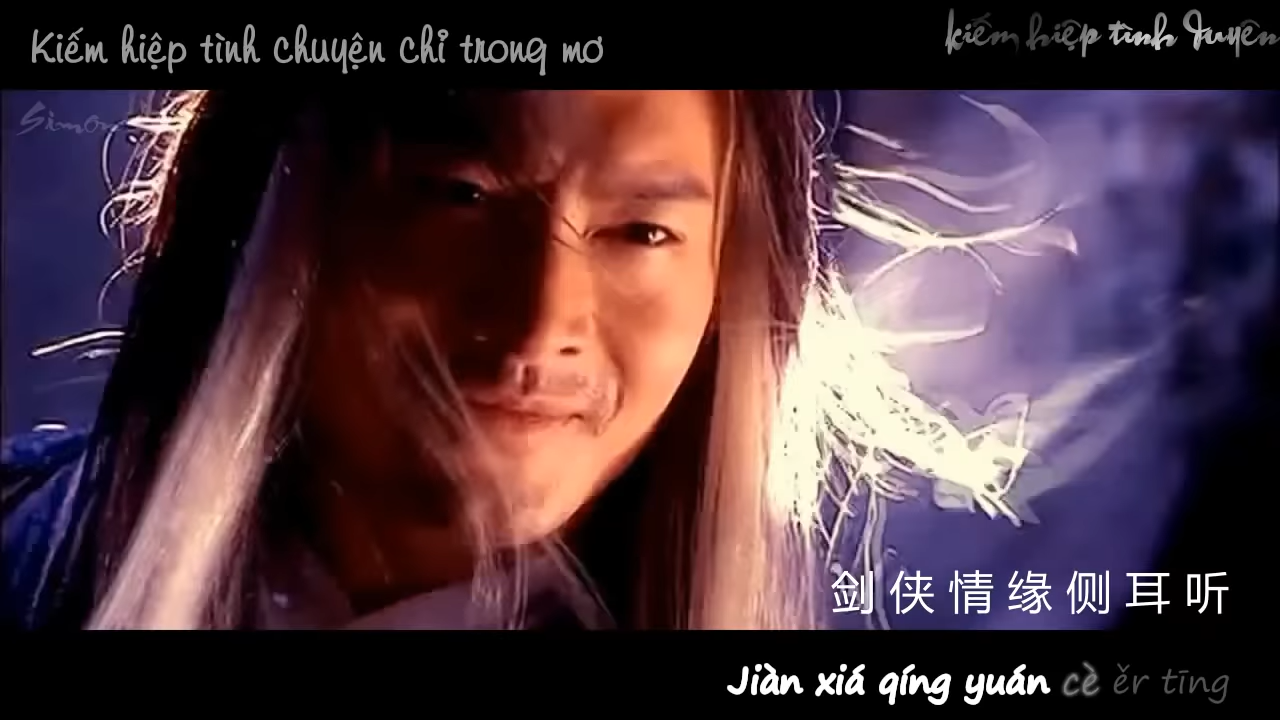 Kiếm hiệp tình chuyện chỉ trong mơ
kiếm hiệp tình duyên
Simon
剑侠情缘侧耳听
Jiàn xiá qíng yuán cè ěr tīng